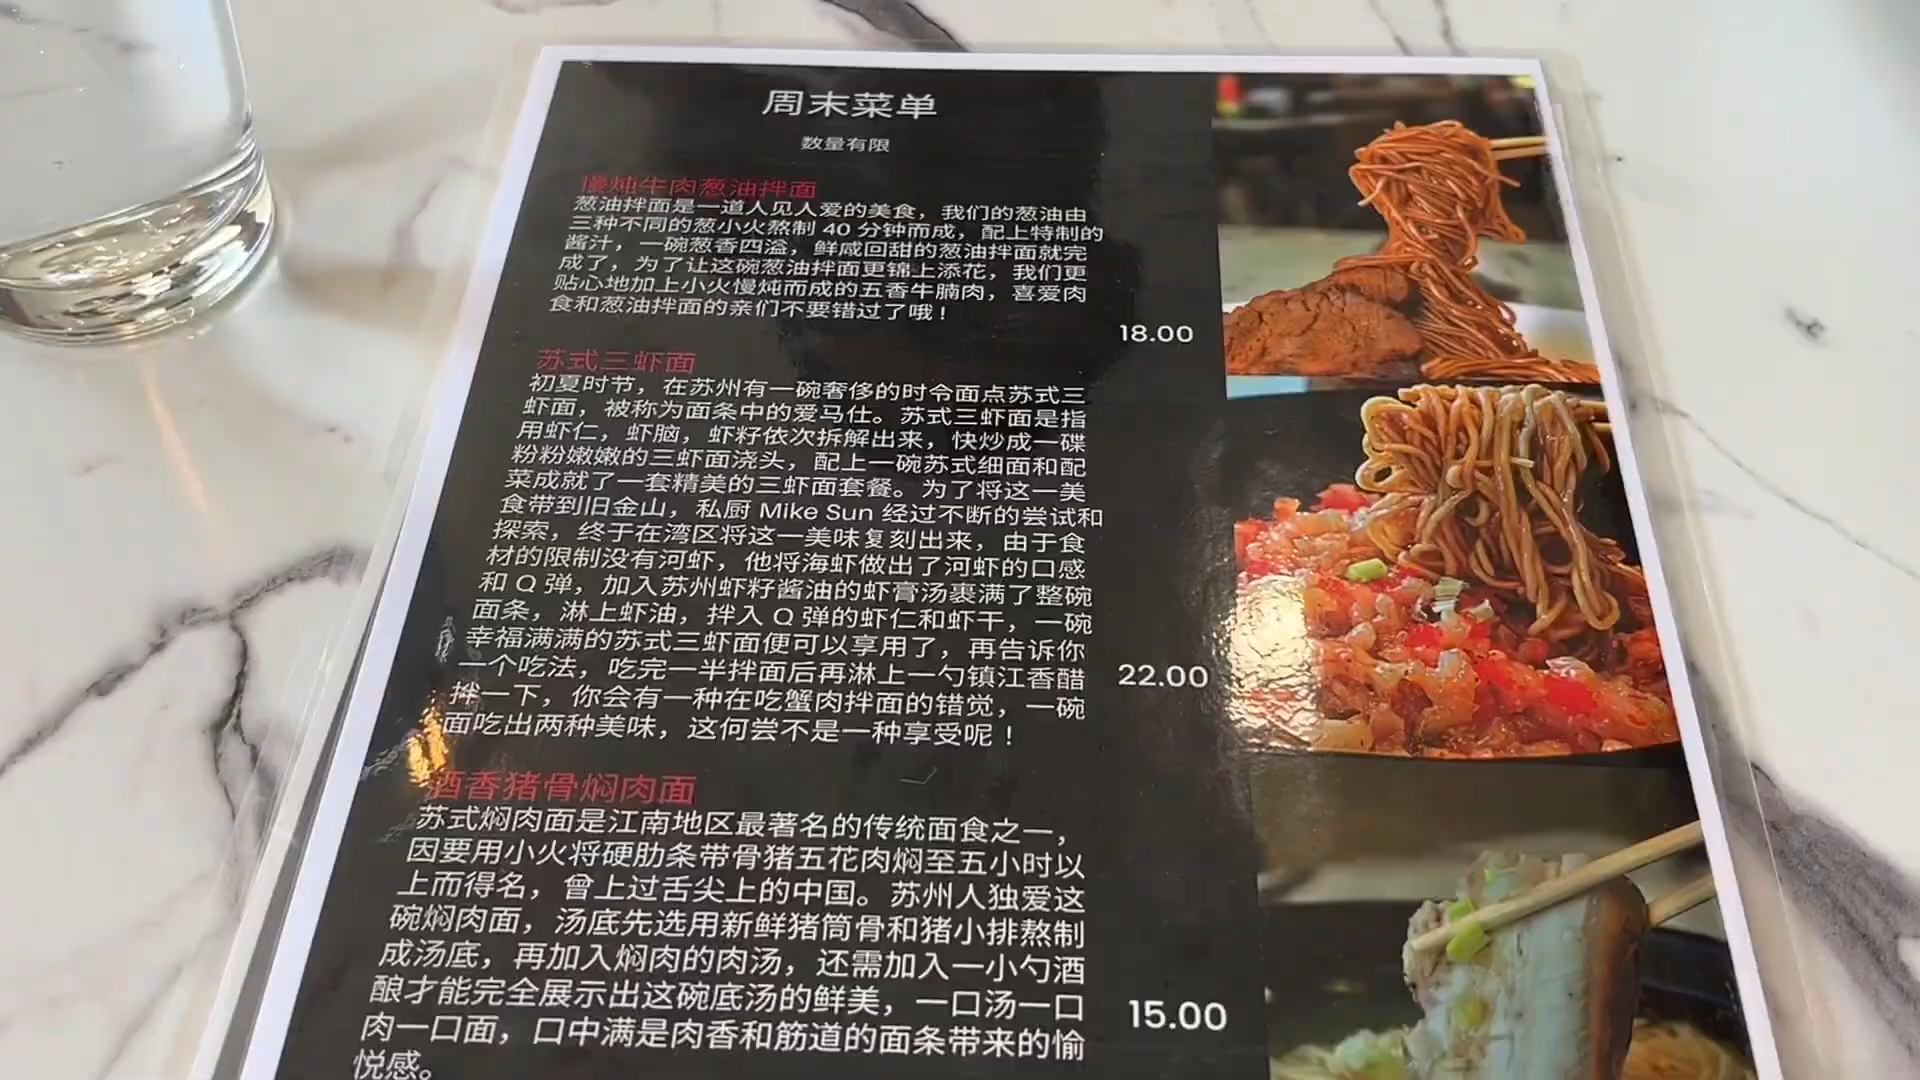 周末菜单
数量有限
慢炖牛肉葱油拌面
葱油拌面是一道人见人爱的美食，我们的葱油由
三种不同的葱小火熬制 40 分钟而成，配上特制的
酱汁，一碗葱香四溢，鲜咸回甜的葱油拌面就完
成了，为了让这碗葱油拌面更锦上添花，我们更
贴心地加上小火慢炖而成的五香牛腩肉，喜爱肉
食和葱油拌面的亲们不要错过了哦！
18.00
苏式三虾面
初夏时节，在苏州有一碗奢侈的时令面点苏式三
虾面，被称为面条中的爱马仕。苏式三虾面是指
用虾仁，虾脑，虾籽依次拆解出来，快炒成一碟
粉粉嫩嫩的三虾面浇头，配上一碗苏式细面和配
菜成就了一套精美的三虾面套餐。为了将这一美
食带到旧金山，私厨 Mike Sun 经过不断的尝试和
探索，终于在湾区将这一美味复刻出来，由于食
材的限制没有河虾，他将海虾做出了河虾的口感
和 Q 弹，加入苏州虾籽酱油的虾膏汤裹满了整碗
面条，淋上虾油，拌入 Q 弹的虾仁和虾干，一碗
幸福满满的苏式三虾面便可以享用了，再告诉你
一个吃法，吃完一半拌面后再淋上一勺镇江香醋
拌一下，你会有一种在吃蟹肉拌面的错觉，一碗
面吃出两种美味，这何尝不是一种享受呢！
22.00
酒香猪骨焖肉面
苏式焖肉面是江南地区最著名的传统面食之一，
因要用小火将硬肋条带骨猪五花肉焖至五小时以
上而得名，曾上过舌尖上的中国。苏州人独爱这
碗焖肉面，汤底先选用新鲜猪筒骨和猪小排熬制
成汤底，再加入焖肉的肉汤，还需加入一小勺酒
酿才能完全展示出这碗底汤的鲜美，一口汤一口
肉一口面，口中满是肉香和筋道的面条带来的愉
悦感。
15.00